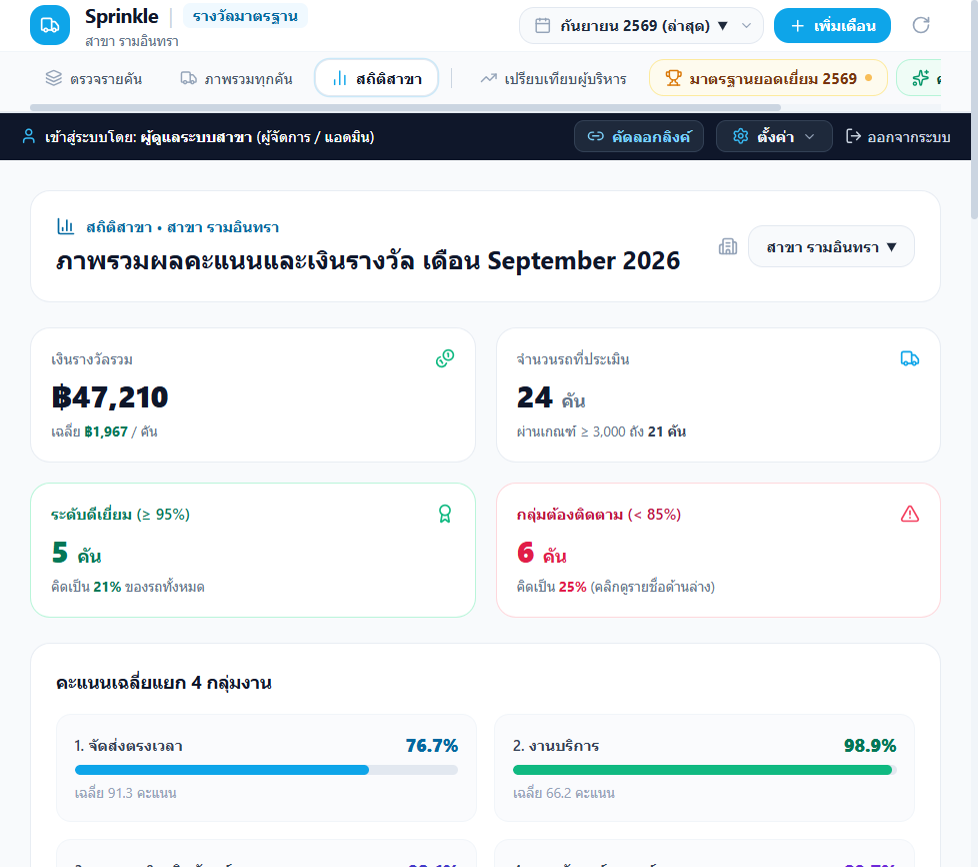 Sprinkle
รางวัลมาตรฐาน
สาขา รามอินทรา
กันยายน 2569 (ล่าสุด) ▼
+ เพิ่มเดือน
ตรวจรายคัน
ภาพรวมทุกคัน
สถิติสาขา
เปรียบเทียบผู้บริหาร
มาตรฐานยอดเยี่ยม 2569
เข้าสู่ระบบโดย: ผู้ดูแลระบบสาขา (ผู้จัดการ / แอดมิน)
คัดลอกลิงค์
ตั้งค่า
ออกจากระบบ
สถิติสาขา • สาขา รามอินทรา
ภาพรวมผลคะแนนและเงินรางวัล เดือน September 2026
สาขา รามอินทรา ▼
เงินรางวัลรวม
฿47,210
เฉลี่ย ฿1,967 / คัน
จำนวนรถที่ประเมิน
24 คัน
ผ่านเกณฑ์ ≥ 3,000 ถัง 21 คัน
ระดับดีเยี่ยม (≥ 95%)
5 คัน
คิดเป็น 21% ของรถทั้งหมด
กลุ่มต้องติดตาม (< 85%)
6 คัน
คิดเป็น 25% (คลิกดูรายชื่อด้านล่าง)
คะแนนเฉลี่ยแยก 4 กลุ่มงาน
1. จัดส่งตรงเวลา
76.7%
เฉลี่ย 91.3 คะแนน
2. งานบริการ
98.9%
เฉลี่ย 66.2 คะแนน